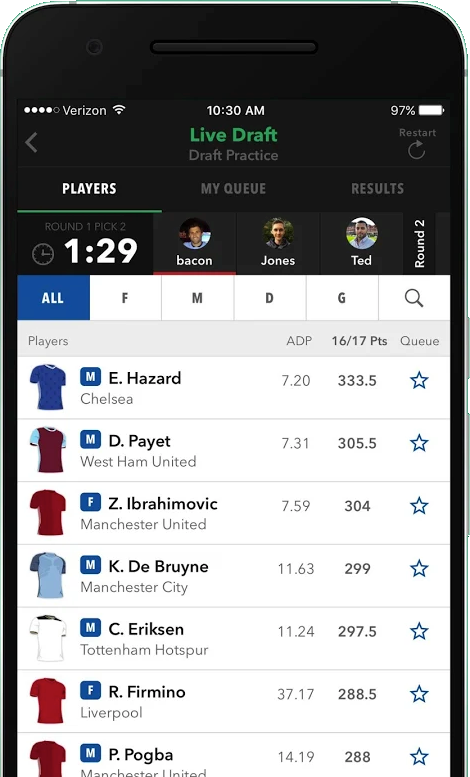 Verizon 10:30 AM 97%
Live Draft
Restart
Draft Practice
PLAYERS MY QUEUE RESULTS
ROUND 1 PICK 2
1:29
bacon Jones Ted Round 2
ALL F M D G
Players ADP 16/17 Pts Queue
M E. Hazard 7.20 333.5
Chelsea
M D. Payet 7.31 305.5
West Ham United
F Z. Ibrahimovic 7.59 304
Manchester United
M K. De Bruyne 11.63 299
Manchester City
M C. Eriksen 11.24 297.5
Tottenham Hotspur
F R. Firmino 37.17 288.5
Liverpool
M P. Pogba 14.19 288
Manchester United